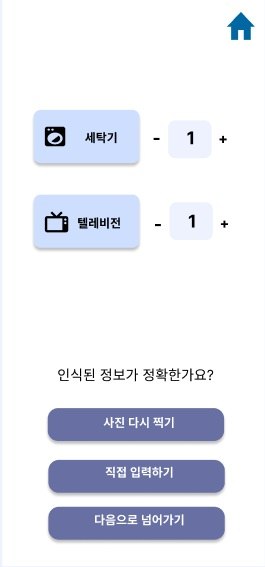 세탁기 - 1 +
텔레비전 - 1 +
인식된 정보가 정확한가요?
사진 다시 찍기
직접 입력하기
다음으로 넘어가기